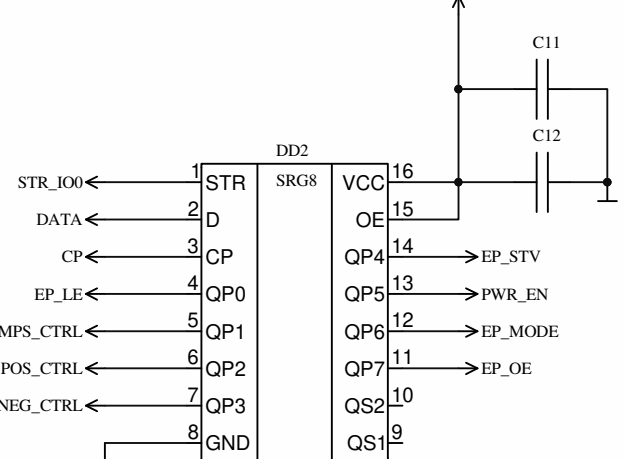 C11
C12
DD2
STR_IO0 1 STR SRG8 VCC 16
DATA 2 D OE 15
CP 3 CP QP4 14 EP_STV
EP_LE 4 QP0 QP5 13 PWR_EN
MPS_CTRL 5 QP1 QP6 12 EP_MODE
POS_CTRL 6 QP2 QP7 11 EP_OE
NEG_CTRL 7 QP3 QS2 10
8 GND QS1 9